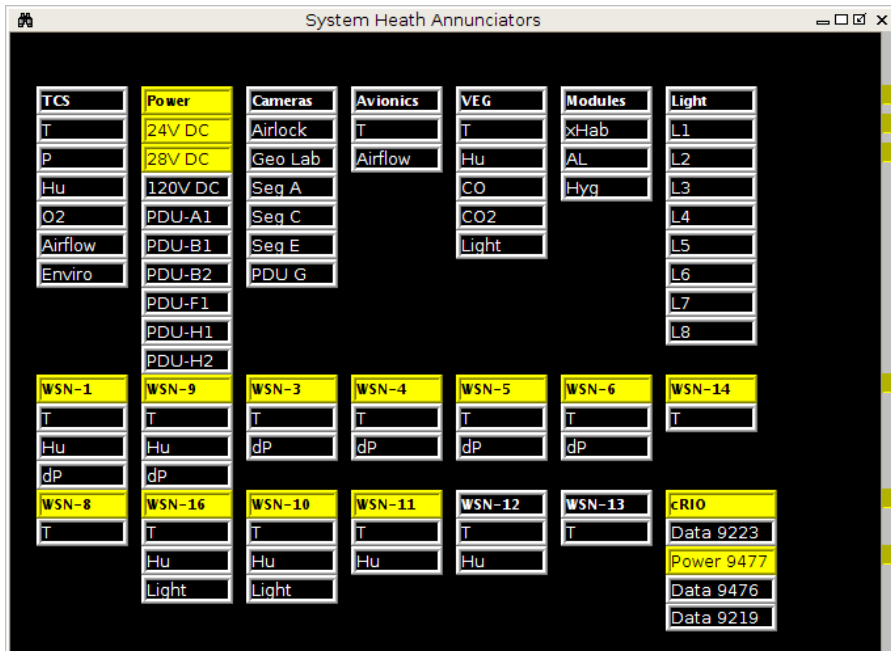 System Heath Annunciators
TCS Power Cameras Avionics VEG Modules Light
T 24V DC Airlock T T xHab L1
P 28V DC Geo Lab Airflow Hu AL L2
Hu 120V DC Seg A CO Hyg L3
O2 PDU-A1 Seg C CO2 L4
Airflow PDU-B1 Seg E Light L5
Enviro PDU-B2 PDU G L6
PDU-F1 L7
PDU-H1 L8
PDU-H2
WSN-1 WSN-9 WSN-3 WSN-4 WSN-5 WSN-6 WSN-14
T T T T T T T
Hu Hu dP dP dP dP
dP dP
WSN-8 WSN-16 WSN-10 WSN-11 WSN-12 WSN-13 cRIO
T T T T T T Data 9223
Hu Hu Hu Hu Power 9477
Light Light Data 9476
Data 9219